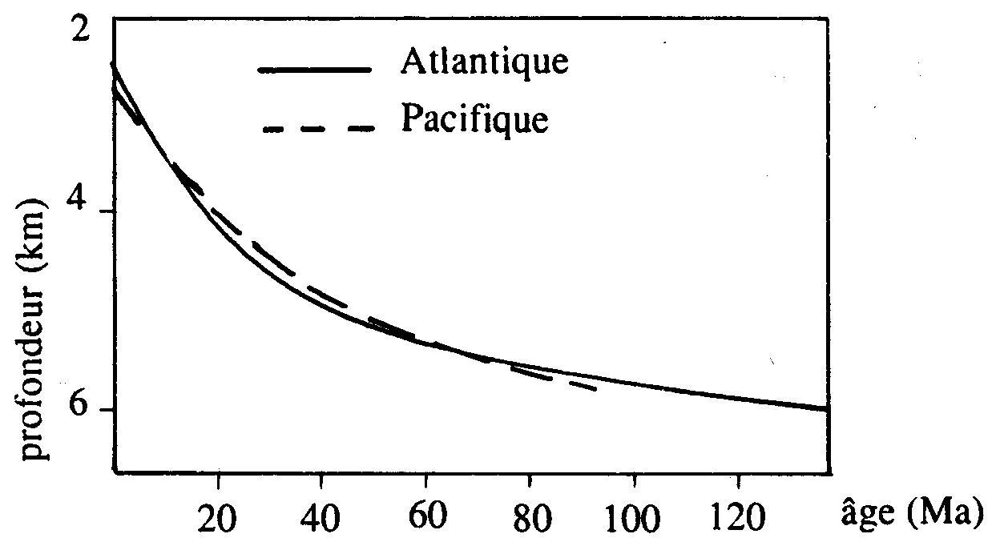 2
Atlantique
Pacifique
4
profondeur (km)
6
20 40 60 80 100 120 âge (Ma)